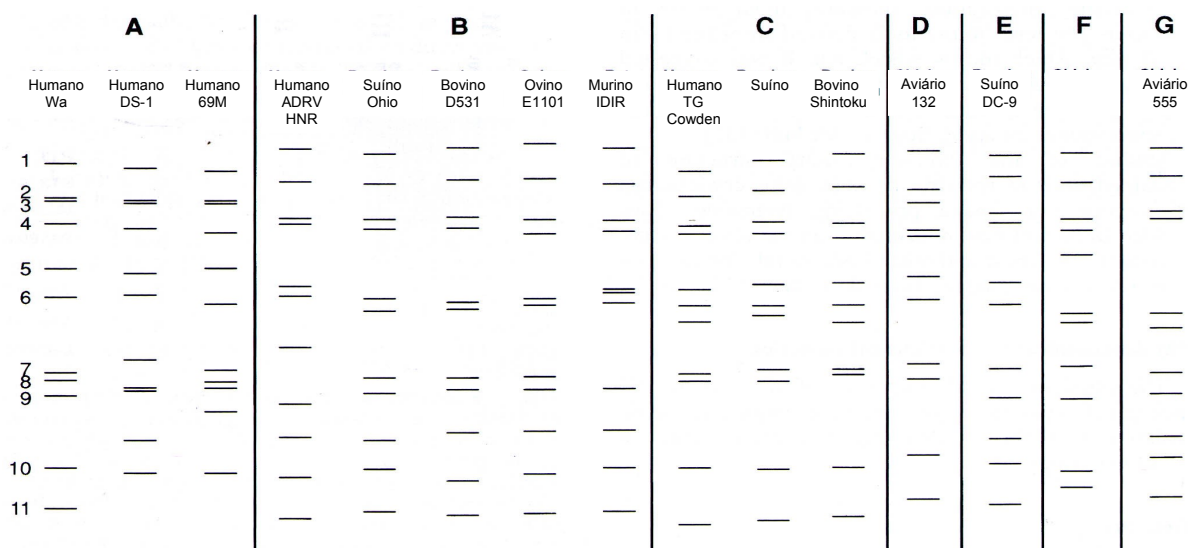 A B C D E F G
Humano Humano Humano Humano Suíno Bovino Ovino Murino Humano Suíno Bovino Aviário Suíno Aviário
Wa DS-1 69M ADRV Ohio D531 E1101 IDIR TG Shintoku 132 DC-9 555
HNR Cowden
1
2
3
4
5
6
7
8
9
10
11